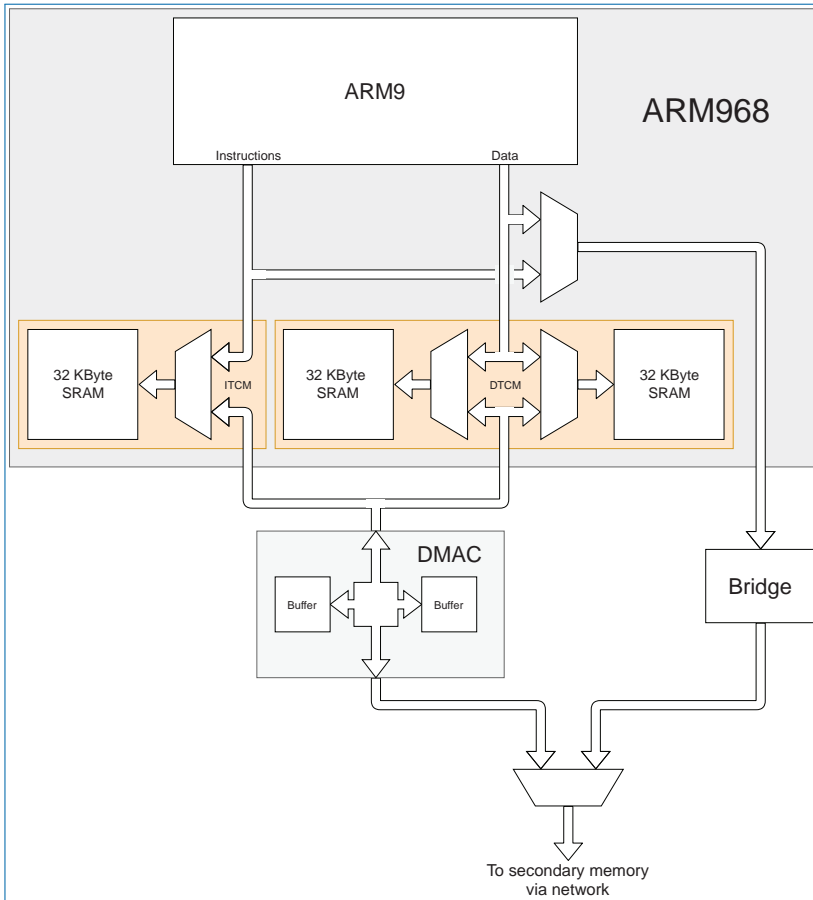 ARM9
ARM968
Instructions
Data
32 KByte
SRAM
ITCM
32 KByte
SRAM
DTCM
32 KByte
SRAM
DMAC
Buffer
Buffer
Bridge
To secondary memory
via network